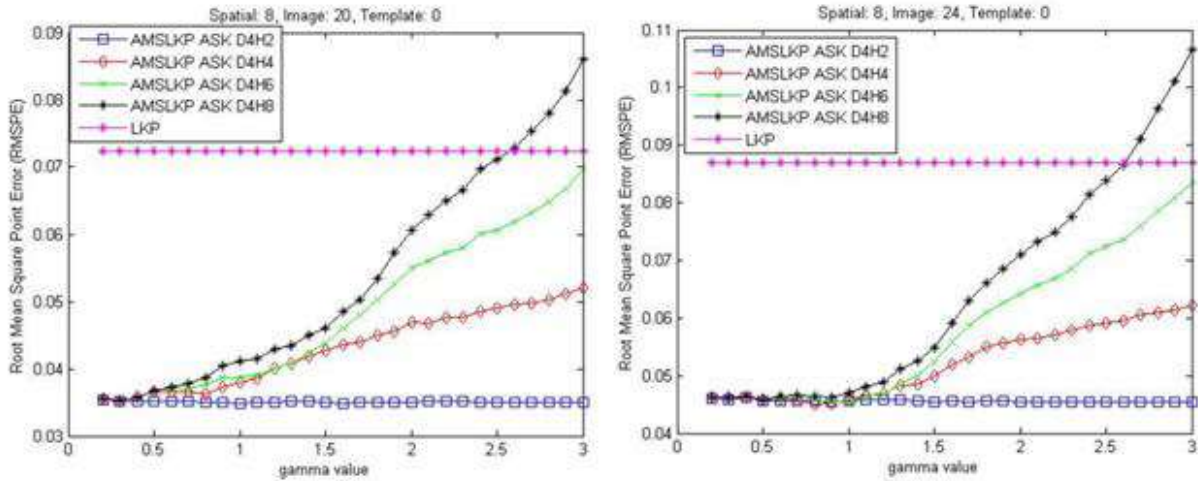 Spatial: 8, Image: 20, Template: 0
0.09
0.08
0.07
0.06
0.05
0.04
0.03
Root Mean Square Point Error (RMSPE)
AMSLKP ASK D4H2
AMSLKP ASK D4H4
AMSLKP ASK D4H6
AMSLKP ASK D4H8
LKP
0 0.5 1 1.5 2 2.5 3
gamma value
Spatial: 8, Image: 24, Template: 0
0.11
0.1
0.09
0.08
0.07
0.06
0.05
0.04
Root Mean Square Point Error (RMSPE)
AMSLKP ASK D4H2
AMSLKP ASK D4H4
AMSLKP ASK D4H6
AMSLKP ASK D4H8
LKP
0 0.5 1 1.5 2 2.5 3
gamma value